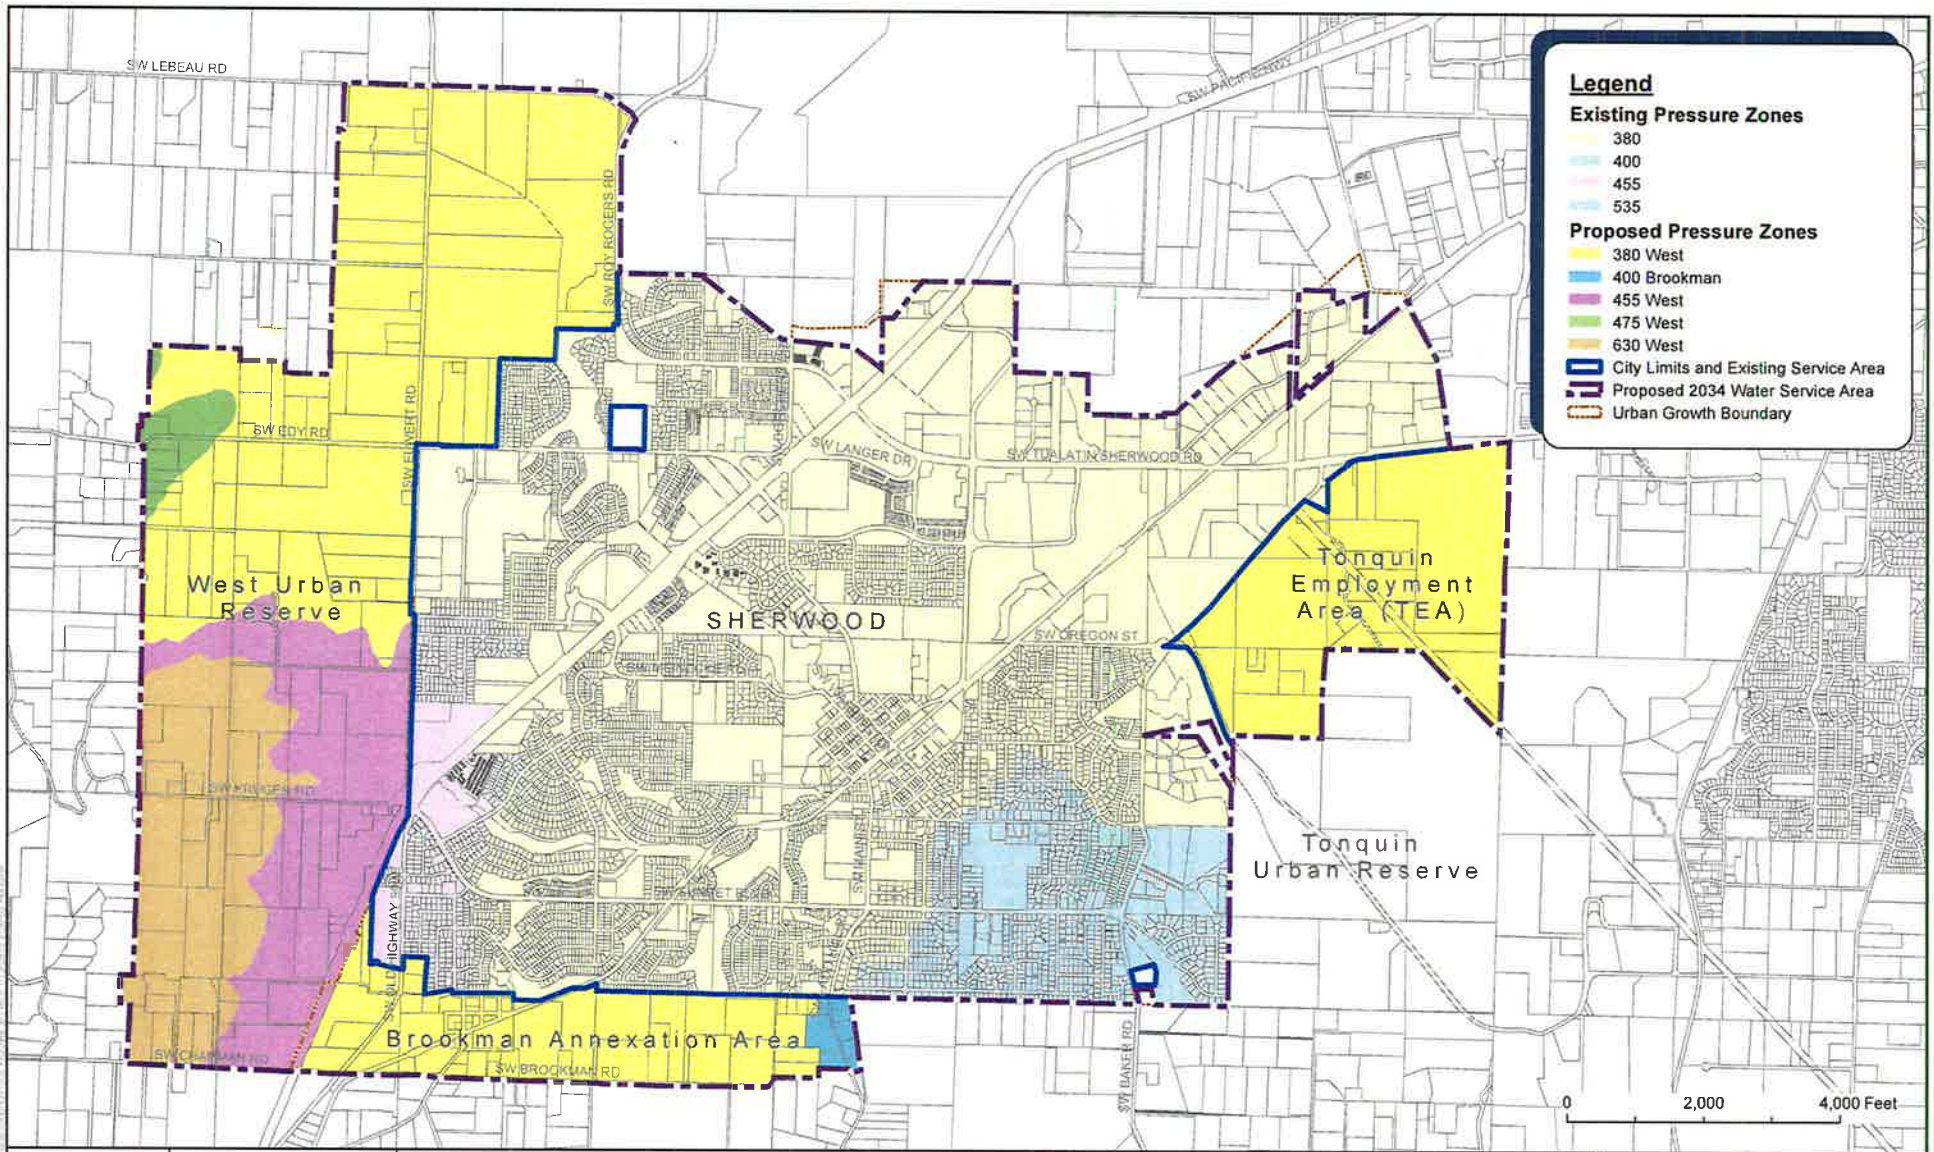 SW LEBEAU RD
SW PACIFIC HWY
SW ROY ROGERS RD
SW ELWERT RD
SW EDY RD
SW LANGER DR
SW TUALATIN SHERWOOD RD
West Urban
Reserve
SHERWOOD
SW OREGON ST
Tonquin
Employment
Area (TEA)
SW KRUGER RD
Tonquin
Urban Reserve
SW SUNSET
Brookman Annexation Area
SW CHAPMAN RD
SW BROOKMAN RD
SW BAKER RD
Legend
Existing Pressure Zones
380
400
455
535
Proposed Pressure Zones
380 West
400 Brookman
455 West
475 West
630 West
City Limits and Existing Service Area
Proposed 2034 Water Service Area
Urban Growth Boundary
0 2,000 4,000 Feet